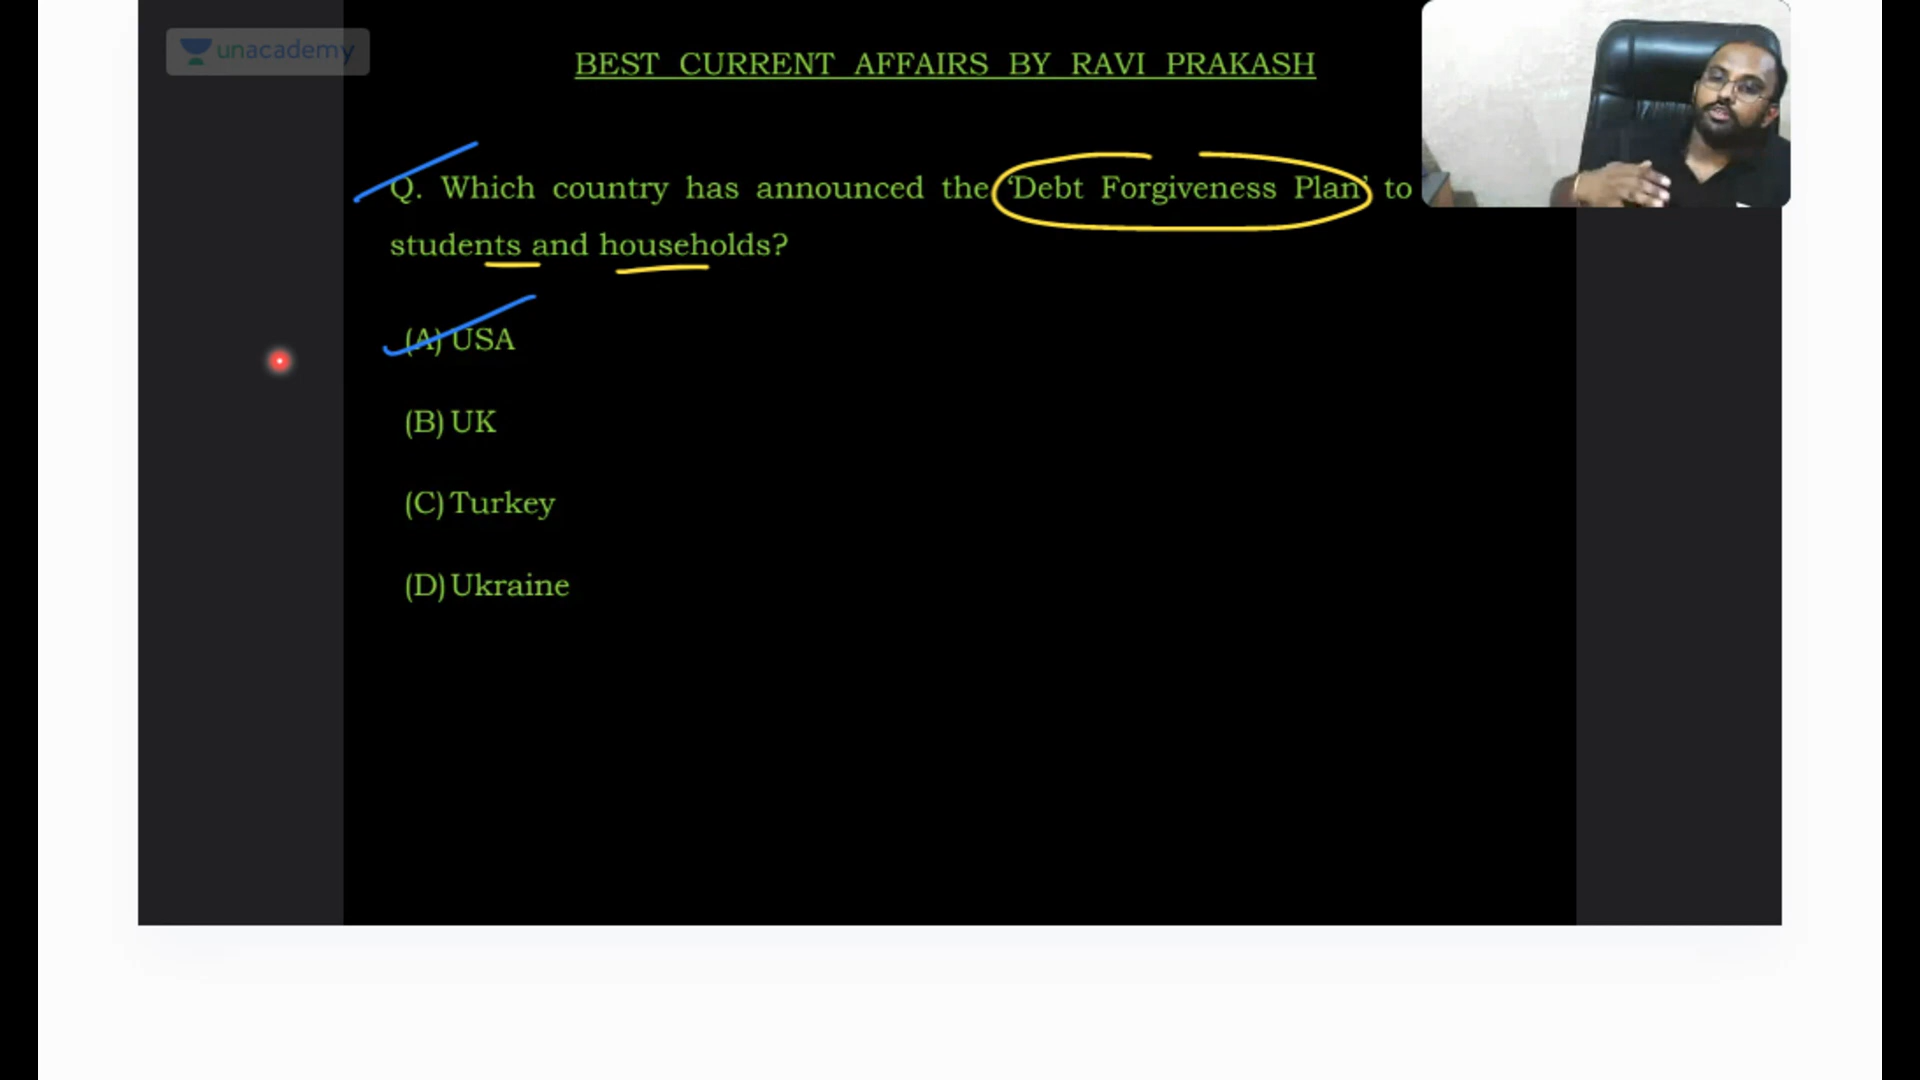 unacademy
BEST CURRENT AFFAIRS BY RAVI PRAKASH
Q. Which country has announced the ‘Debt Forgiveness Plan’ to
students and households?
(A) USA
(B) UK
(C) Turkey
(D) Ukraine